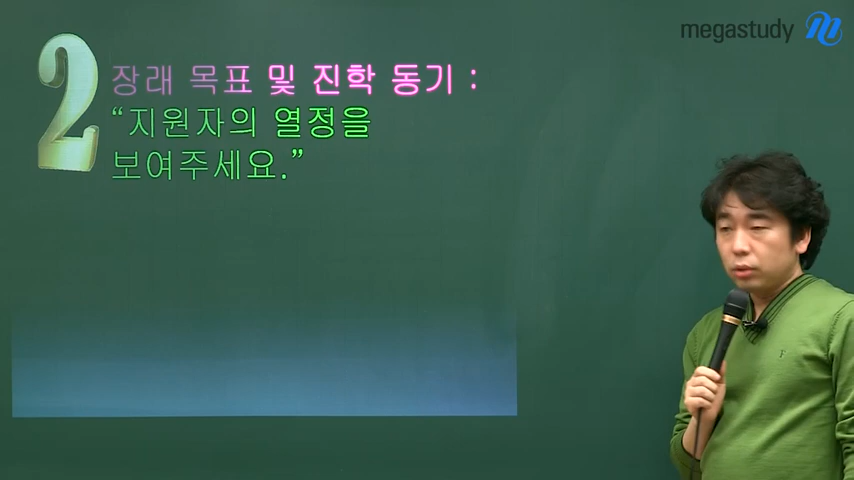 megastudy
2
장래 목표 및 진학 동기 :
“지원자의 열정을
보여주세요.”